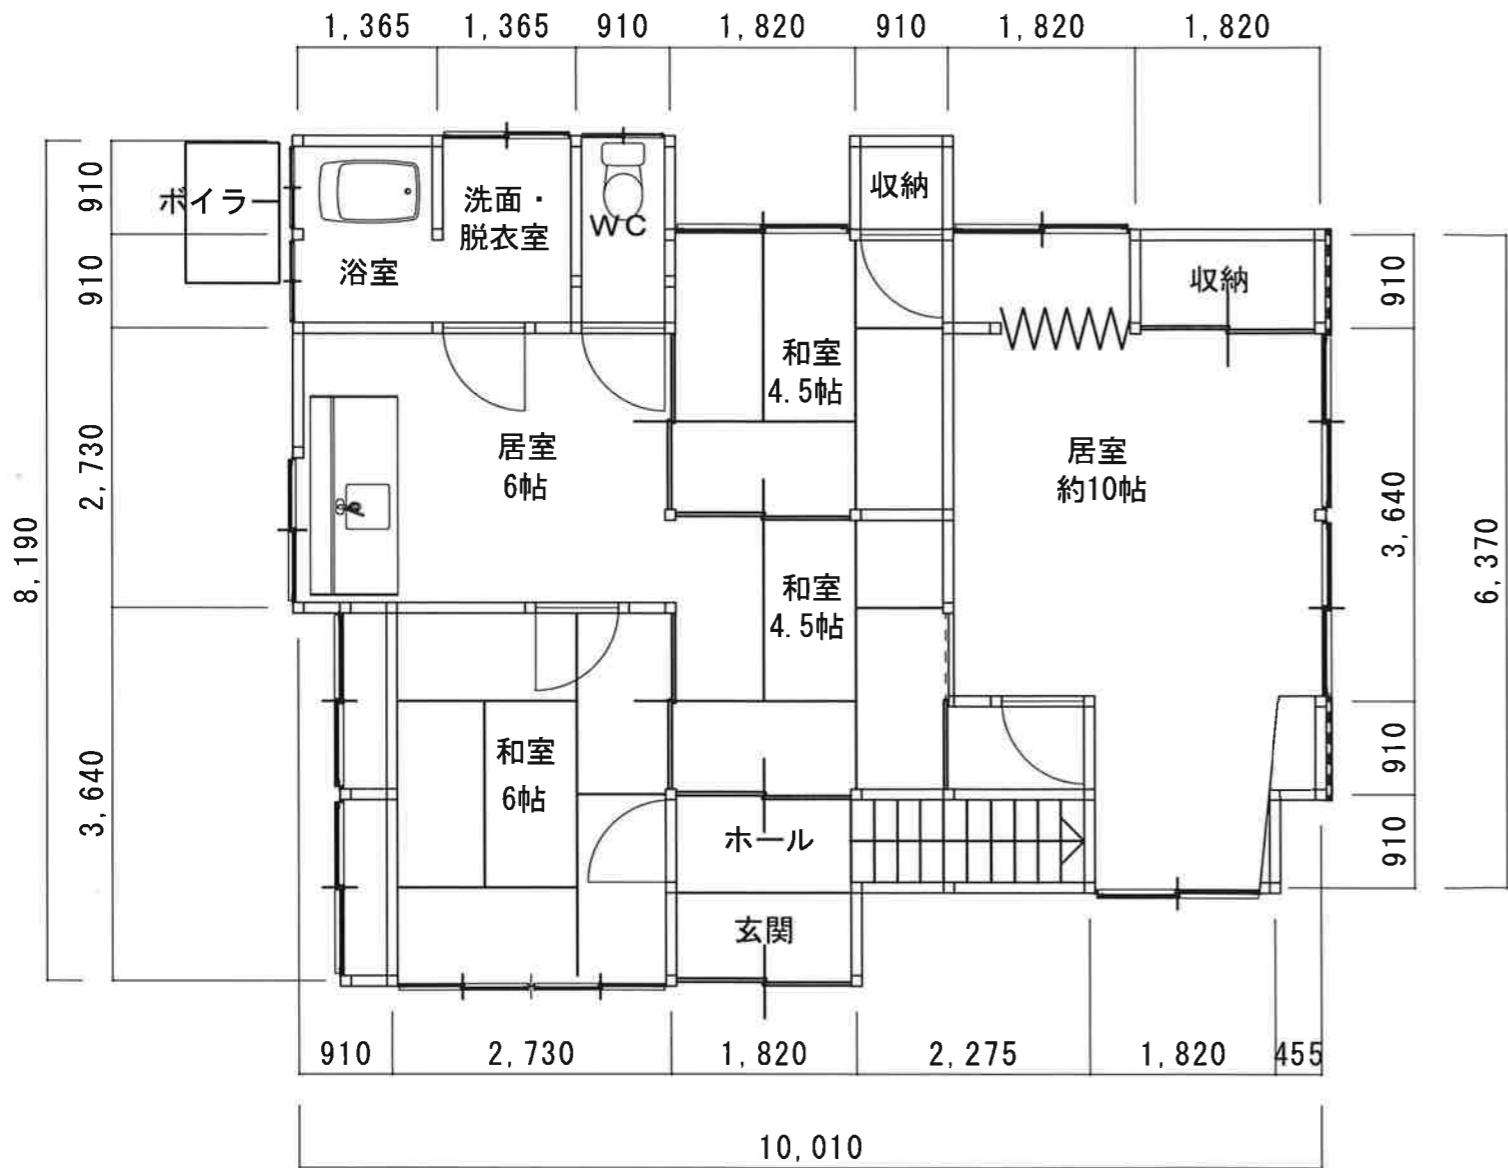 1,365 1,365 910 1,820 910 1,820 1,820
8,190
910
910
2,730
3,640
ボイラー
浴室
洗面・
脱衣室
WC
収納
収納
和室
4.5帖
居室
6帖
居室
約10帖
和室
4.5帖
和室
6帖
ホール
玄関
910
3,640
910
910
6,370
910 2,730 1,820 2,275 1,820 455
10,010